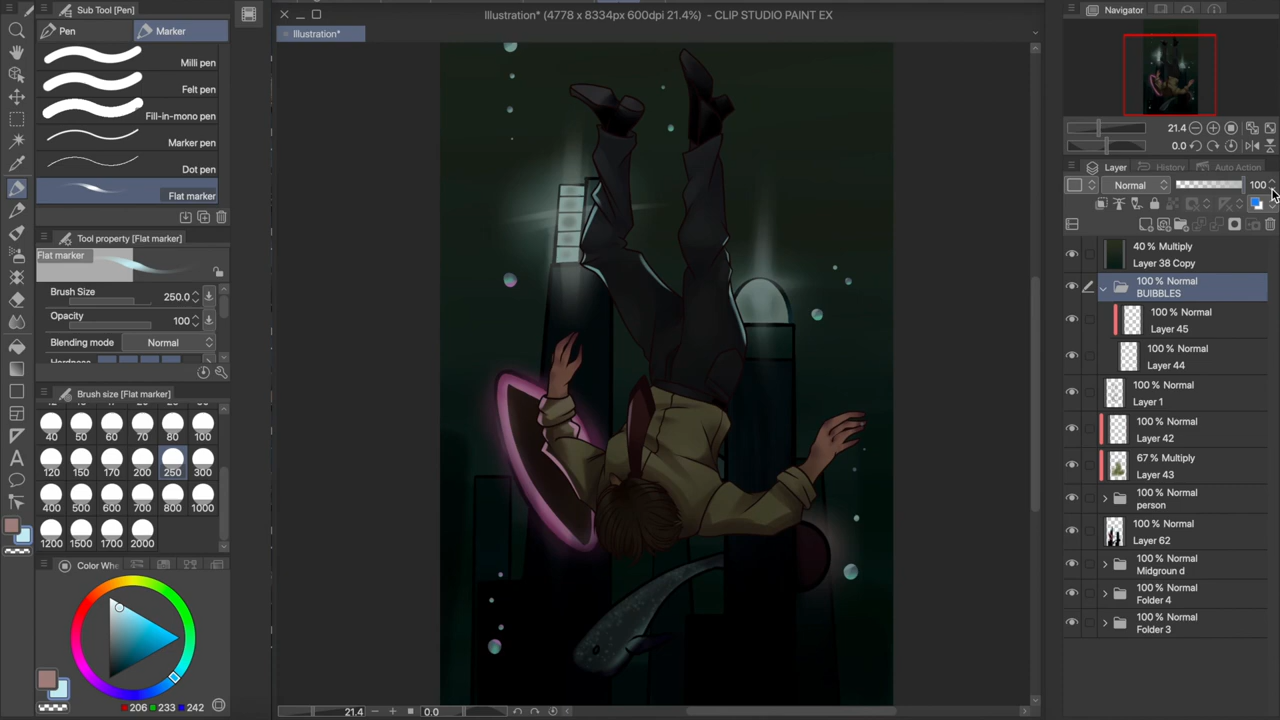 Sub Tool [Pen]
Pen
Marker
Milli pen
Felt pen
Fill-in-mono pen
Marker pen
Dot pen
Flat marker
Tool property [Flat marker]
Flat marker
Brush Size 250.0
Opacity 100
Blending mode Normal
Hardness
Brush size [Flat marker]
40 50 60 70 80 100
120 150 170 200 250 300
400 500 600 700 800 1000
1200 1500 1700 2000
Color Whe
206 233 242
Illustration* (4778 x 8334px 600dpi 21.4%) - CLIP STUDIO PAINT EX
Illustration*
21.4 0.0
Navigator
21.4
0.0
Layer History Auto Action
Normal 100
40 % Multiply
Layer 38 Copy
100 % Normal
BUIBBLES
100 % Normal
Layer 45
100 % Normal
Layer 44
100 % Normal
Layer 1
100 % Normal
Layer 42
67 % Multiply
Layer 43
100 % Normal
person
100 % Normal
Layer 62
100 % Normal
Midgroun d
100 % Normal
Folder 4
100 % Normal
Folder 3